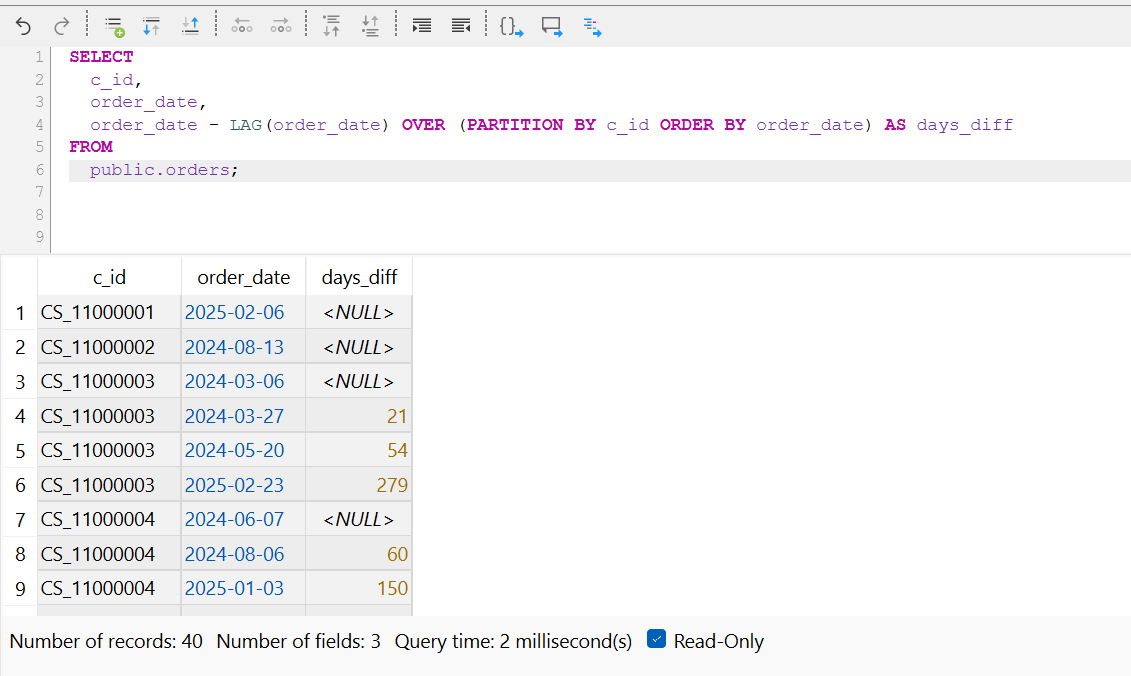 1 SELECT
2 c_id,
3 order_date,
4 order_date - LAG(order_date) OVER (PARTITION BY c_id ORDER BY order_date) AS days_diff
5 FROM
6 public.orders;
7
8
9
c_id order_date days_diff
1 CS_11000001 2025-02-06 <NULL>
2 CS_11000002 2024-08-13 <NULL>
3 CS_11000003 2024-03-06 <NULL>
4 CS_11000003 2024-03-27 21
5 CS_11000003 2024-05-20 54
6 CS_11000003 2025-02-23 279
7 CS_11000004 2024-06-07 <NULL>
8 CS_11000004 2024-08-06 60
9 CS_11000004 2025-01-03 150
Number of records: 40 Number of fields: 3 Query time: 2 millisecond(s) Read-Only